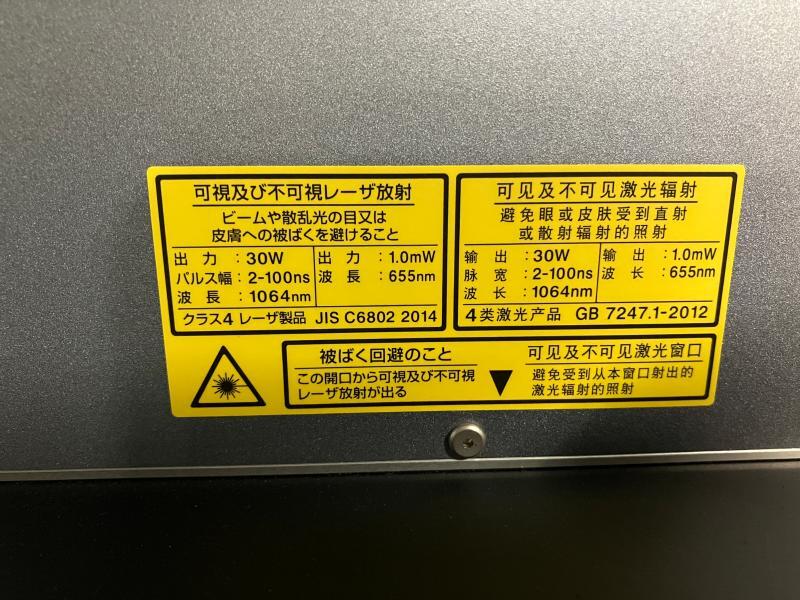 可視及び不可視レーザ放射
ビームや散乱光の目又は
皮膚への被ばくを避けること
出力 : 30W 出力 : 1.0mW
パルス幅 : 2-100ns 波長 : 655nm
波長 : 1064nm
クラス4 レーザ製品 JIS C6802 2014
可见及不可见激光辐射
避免眼或皮肤受到直射
或散射辐射的照射
输出 : 30W 输出 : 1.0mW
脉宽 : 2-100ns 波长 : 655nm
波长 : 1064nm
4类激光产品 GB 7247.1-2012
被ばく回避のこと
この開口から可視及び不可視
レーザ放射が出る
可见及不可见激光窗口
避免受到从本窗口射出的
激光辐射的照射